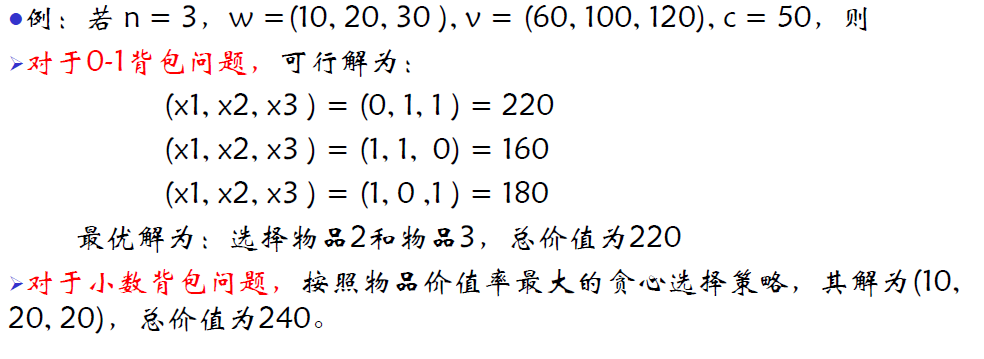 ●例：若 n = 3，w =(10, 20, 30 ), v = (60, 100, 120), c = 50，则
➢对于0-1背包问题，可行解为：
(x1, x2, x3 ) = (0, 1, 1 ) = 220
(x1, x2, x3 ) = (1, 1, 0) = 160
(x1, x2, x3 ) = (1, 0 ,1 ) = 180
最优解为：选择物品2和物品3，总价值为220
➢对于小数背包问题，按照物品价值率最大的贪心选择策略，其解为(10,
20, 20)，总价值为240。